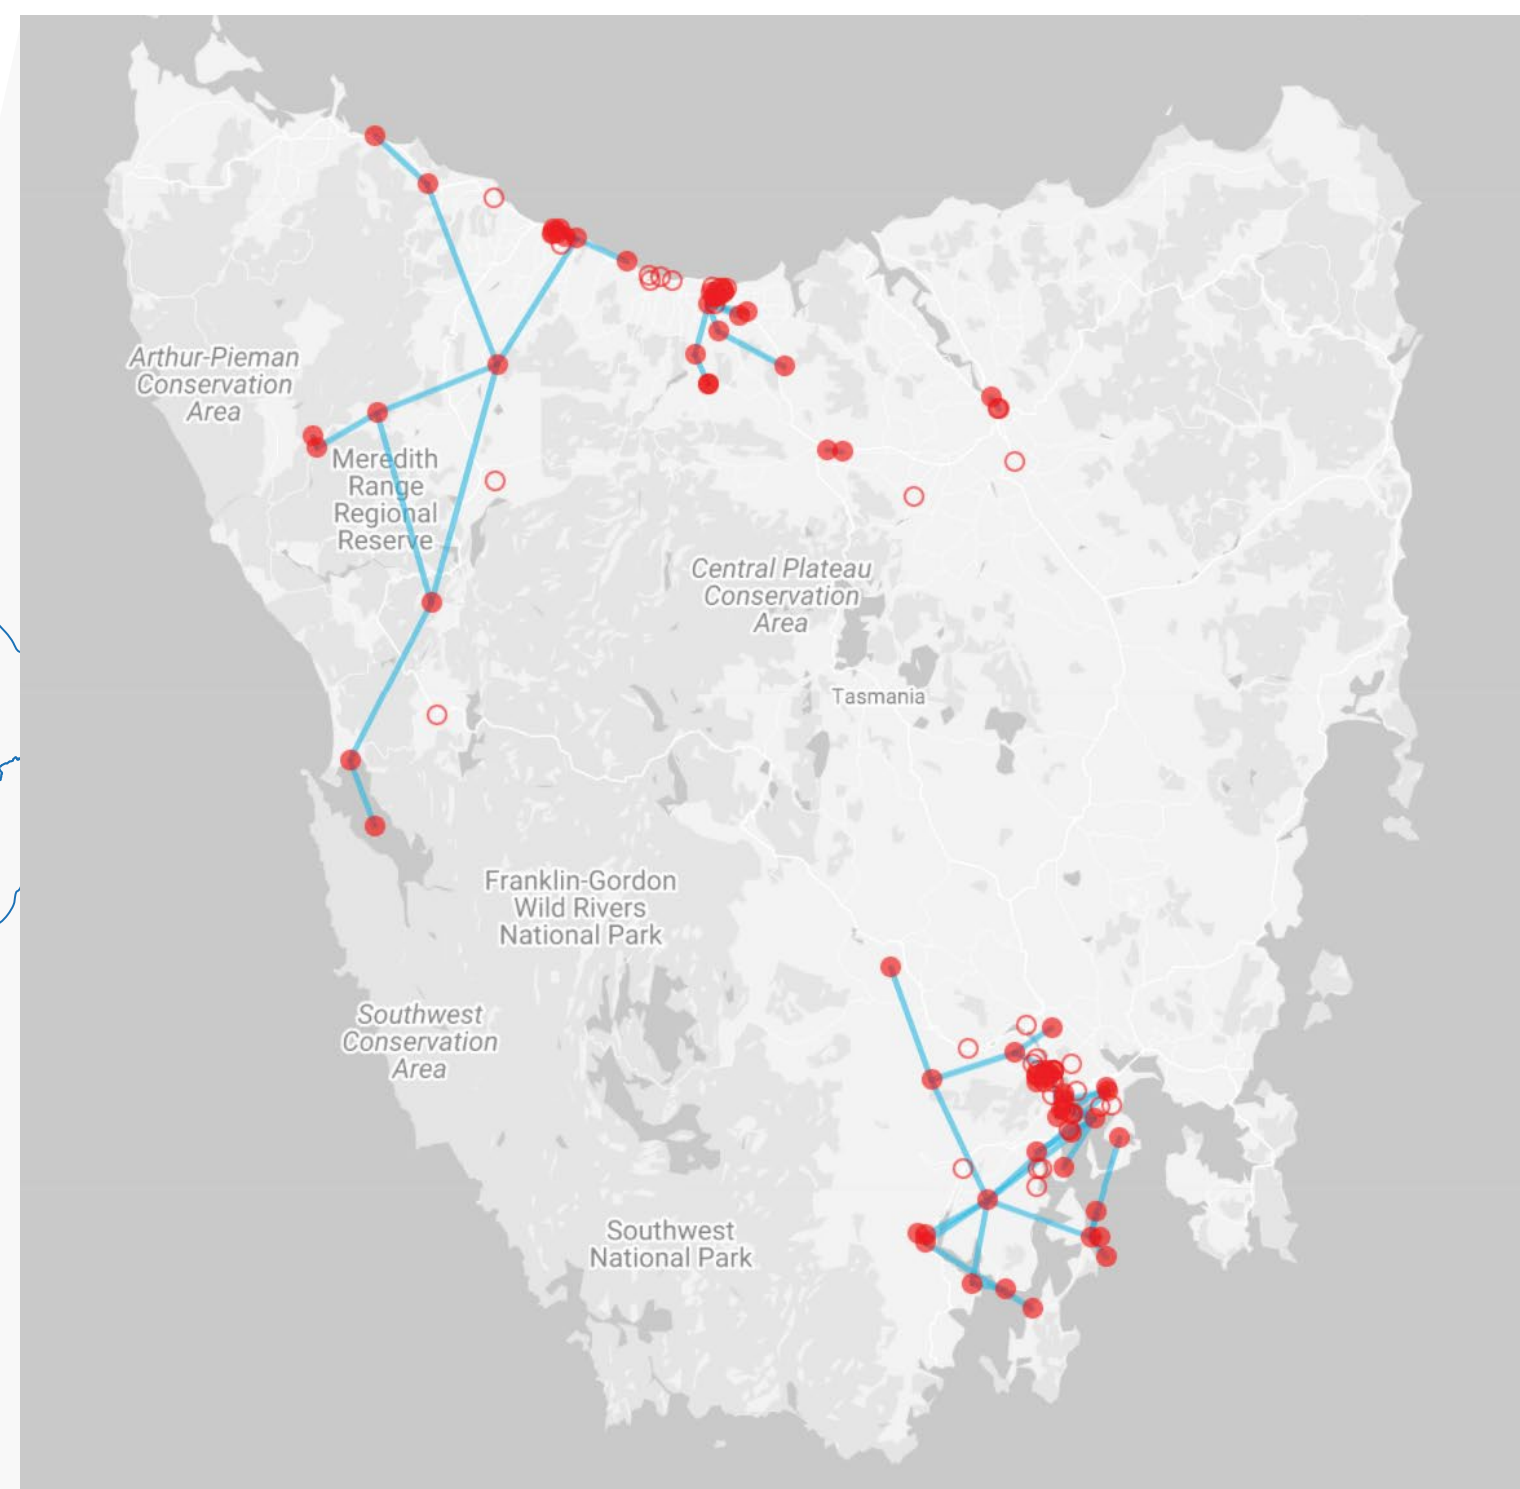 Arthur-Pieman
Conservation
Area
Meredith
Range
Regional
Reserve
Central Plateau
Conservation
Area
Tasmania
Franklin-Gordon
Wild Rivers
National Park
Southwest
Conservation
Area
Southwest
National Park